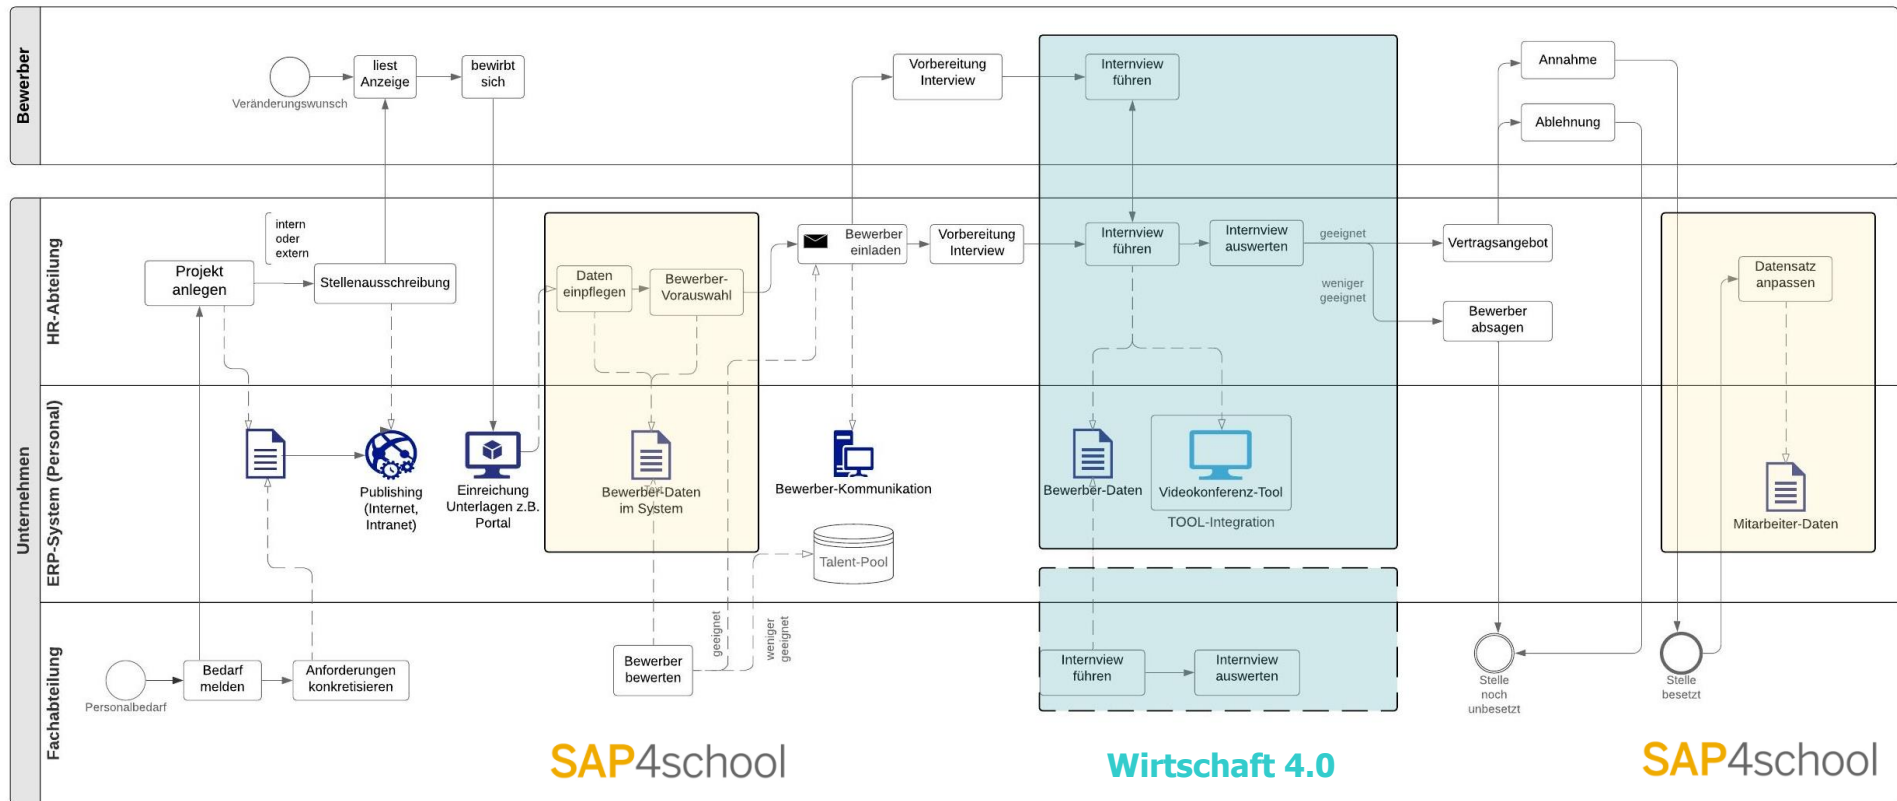 Bewerber
Veränderungswunsch
liest
Anzeige
bewirbt
sich
Vorbereitung
Interview
Internview
führen
Annahme
Ablehnung
Unternehmen
HR-Abteilung
intern
oder
extern
Projekt
anlegen
Stellenausschreibung
Daten
einpflegen
Bewerber-
Vorauswahl
Bewerber
einladen
Vorbereitung
Interview
Internview
führen
Internview
auswerten
geeignet
weniger
geeignet
Vertragsangebot
Bewerber
absagen
Datensatz
anpassen
ERP-System (Personal)
Publishing
(Internet,
Intranet)
Einreichung
Unterlagen z.B.
Portal
Text
Bewerber-Daten
im System
Bewerber-Kommunikation
Talent-Pool
Bewerber-Daten
Videokonferenz-Tool
TOOL-Integration
Mitarbeiter-Daten
Fachabteilung
Personalbedarf
Bedarf
melden
Anforderungen
konkretisieren
Bewerber
bewerten
geeignet
weniger
geeignet
Internview
führen
Internview
auswerten
Stelle
noch
unbesetzt
Stelle
besetzt
SAP4school
Wirtschaft 4.0
SAP4school